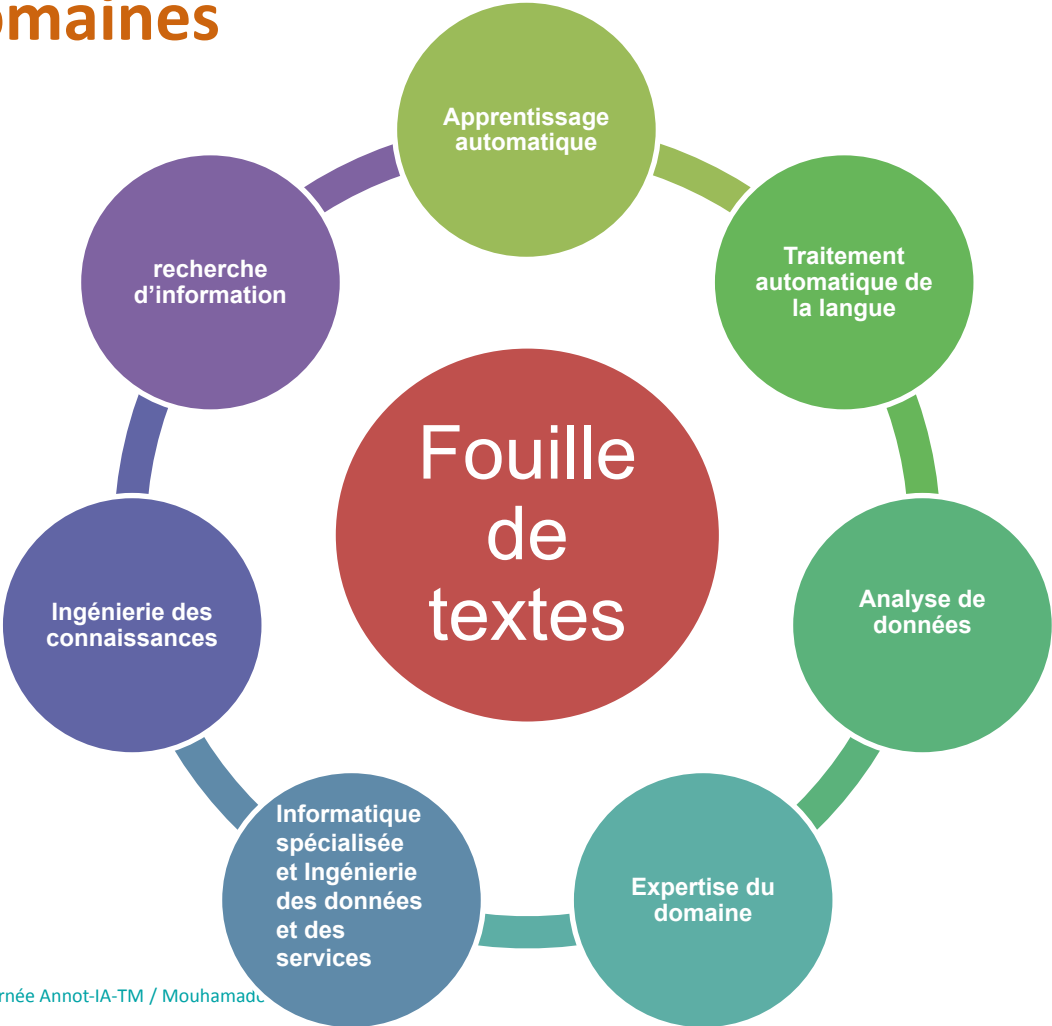 omaines
Apprentissage
automatique
Traitement
automatique de
la langue
recherche
d’information
Fouille
de
textes
Analyse de
données
Ingénierie des
connaissances
Informatique
spécialisée
et Ingénierie
des données
et des
services
Expertise du
domaine
rnée Annot-IA-TM / Mouhamado